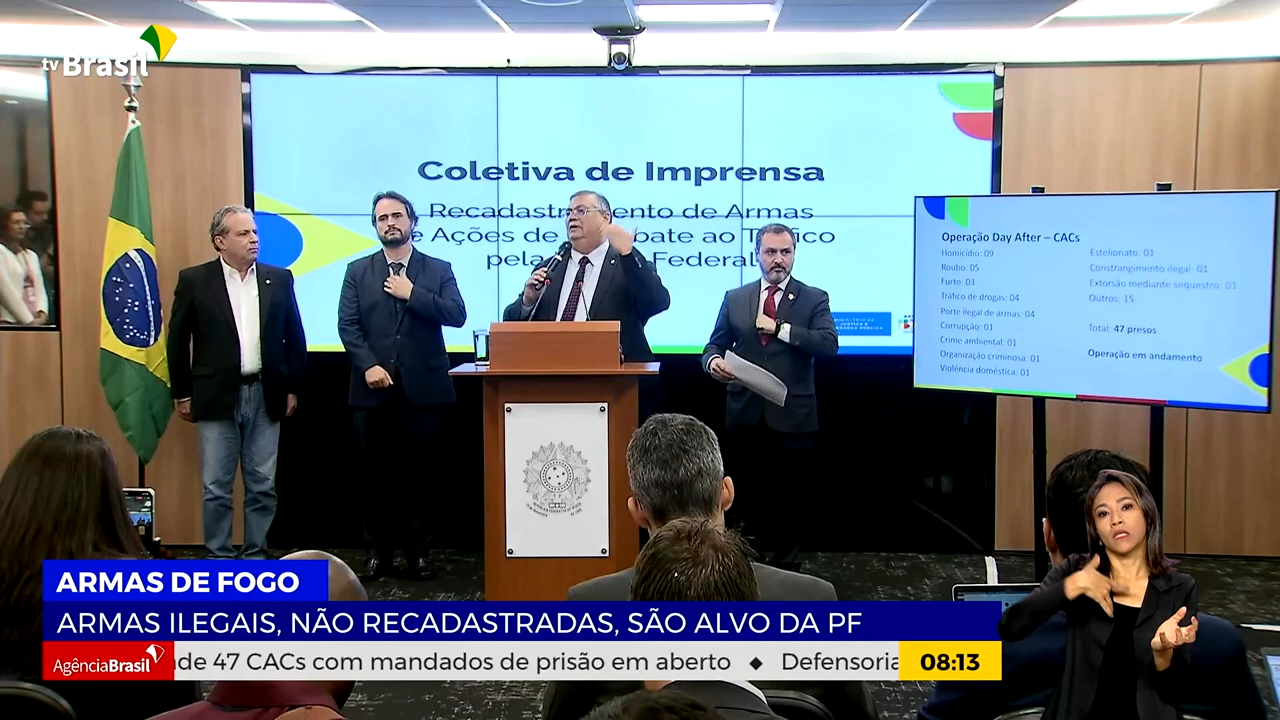 tv Brasil
Coletiva de Imprensa
Recadast ento de Armas
e Ações de bate ao T fico
pela Federal
Operação Day After – CACs
Homicídio: 09
Roubo: 05
Furto: 03
Tráfico de drogas: 04
Porte ilegal de armas: 04
Corrupção: 01
Crime ambiental: 01
Organização criminosa: 01
Violência doméstica: 01
Estelionato: 01
Constrangimento ilegal: 01
Extorsão mediante sequestro: 01
Outros: 15
Total: 47 presos
Operação em andamento
ARMAS DE FOGO
ARMAS ILEGAIS, NÃO RECADASTRADAS, SÃO ALVO DA PF
AgênciaBrasil
de 47 CACs com mandados de prisão em aberto ◆ Defensoria
08:13